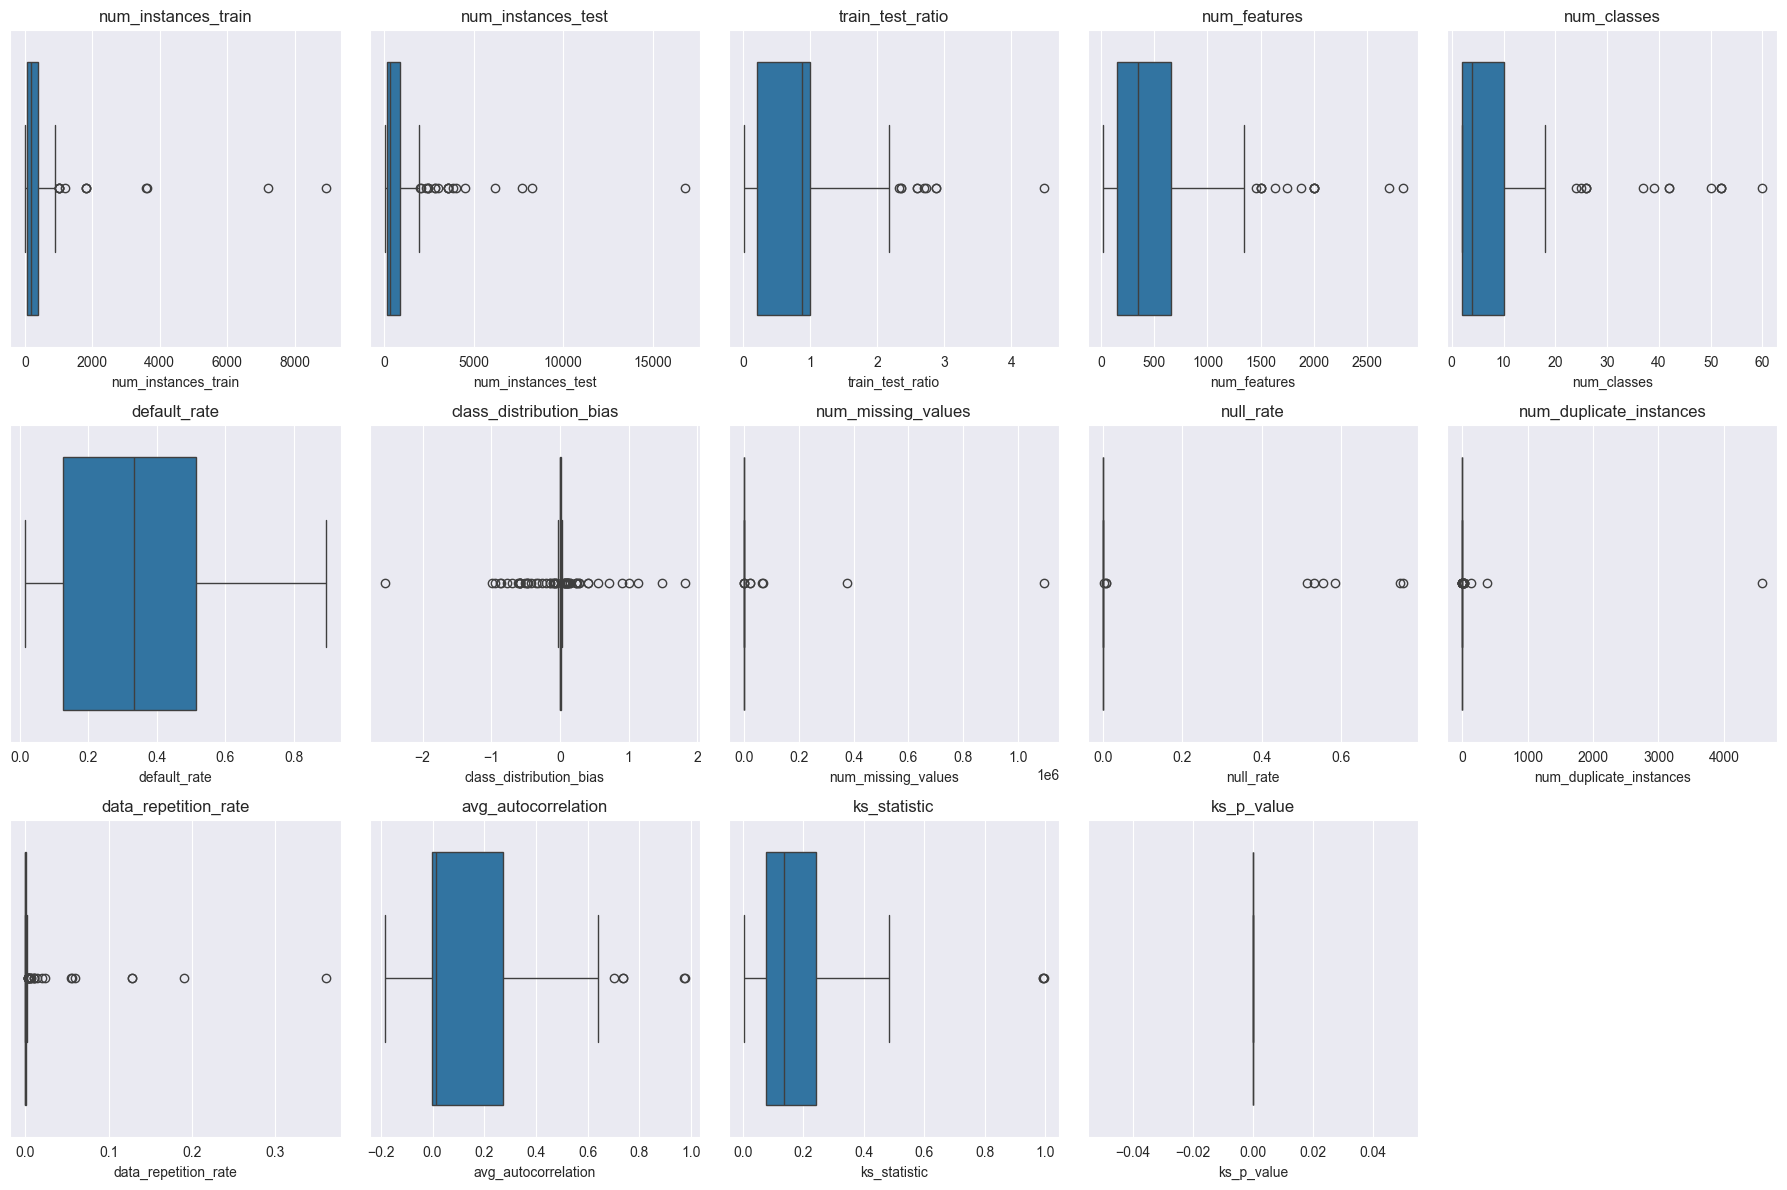 num_instances_train
num_instances_test
train_test_ratio
num_features
num_classes
0 2000 4000 6000 8000
0 5000 10000 15000
0 1 2 3 4
0 500 1000 1500 2000 2500
0 10 20 30 40 50 60
num_instances_train
num_instances_test
train_test_ratio
num_features
num_classes
default_rate
class_distribution_bias
num_missing_values
null_rate
num_duplicate_instances
0.0 0.2 0.4 0.6 0.8
−2 −1 0 1 2
0.0 0.2 0.4 0.6 0.8 1.0
1e6
0.0 0.2 0.4 0.6
0 1000 2000 3000 4000
default_rate
class_distribution_bias
num_missing_values
null_rate
num_duplicate_instances
data_repetition_rate
avg_autocorrelation
ks_statistic
ks_p_value
0.0 0.1 0.2 0.3
−0.2 0.0 0.2 0.4 0.6 0.8 1.0
0.0 0.2 0.4 0.6 0.8 1.0
−0.04 −0.02 0.00 0.02 0.04
data_repetition_rate
avg_autocorrelation
ks_statistic
ks_p_value